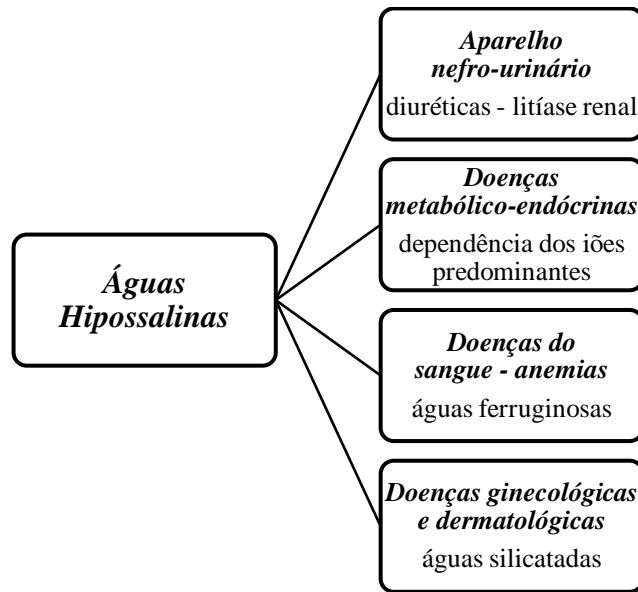 Águas
Hipossalinas
Aparelho
nefro-urinário
diuréticas - litíase renal
Doenças
metabólico-endócrinas
dependência dos iões
predominantes
Doenças do
sangue - anemias
águas ferruginosas
Doenças ginecológicas
e dermatológicas
águas silicatadas